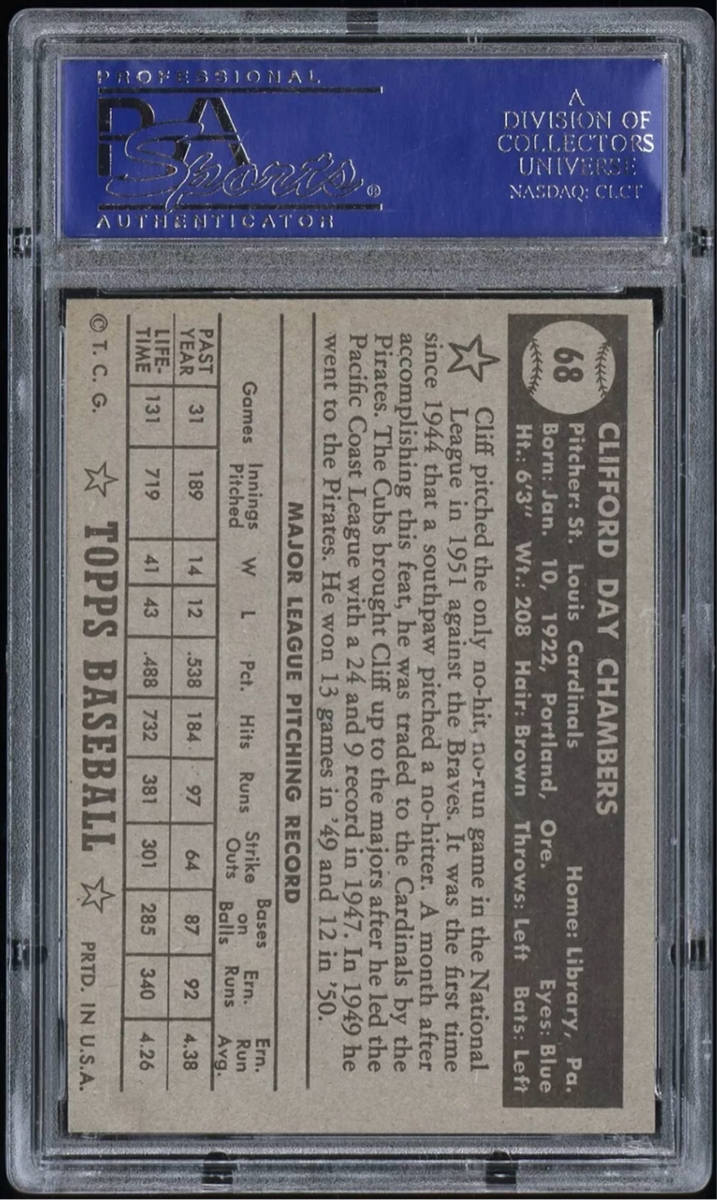 PROFESSIONAL
PSA
Sports®
AUTHENTICATOR
A
DIVISION OF
COLLECTORS
UNIVERSE
NASDAQ: CLCT
68
CLIFFORD DAY CHAMBERS
Pitcher: St. Louis Cardinals Home: Library, Pa.
Born: Jan. 10, 1922, Portland, Ore. Eyes: Blue
Ht.: 6'3" Wt.: 208 Hair: Brown Throws: Left Bats: Left
Cliff pitched the only no-hit, no-run game in the National
League in 1951 against the Braves. It was the first time
since 1944 that a southpaw pitched a no-hitter. A month after
accomplishing this feat, he was traded to the Cardinals by the
Pirates. The Cubs brought Cliff up to the majors after he led the
Pacific Coast League with a 24 and 9 record in 1947. In 1949 he
went to the Pirates. He won 13 games in '49 and 12 in '50.
MAJOR LEAGUE PITCHING RECORD
Games Innings Pitched W L Pct. Hits Runs Strike Outs Bases on Balls Ern. Runs Ern. Run Avg.
PAST YEAR 31 189 14 12 .538 184 97 64 87 92 4.38
LIFE-TIME 131 719 41 43 .488 732 381 301 285 340 4.26
© T. C. G. ☆ TOPPS BASEBALL ☆ PRTD. IN U.S.A.